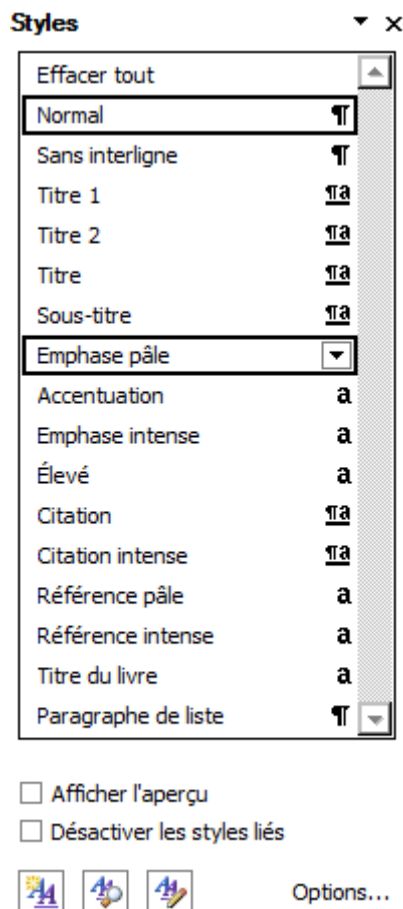 Styles
Effacer tout
Normal ¶
Sans interligne ¶
Titre 1 ¶a
Titre 2 ¶a
Titre ¶a
Sous-titre ¶a
Emphase pâle
Accentuation a
Emphase intense a
Élevé a
Citation ¶a
Citation intense ¶a
Référence pâle a
Référence intense a
Titre du livre a
Paragraphe de liste ¶
Afficher l'aperçu
Désactiver les styles liés
Options...